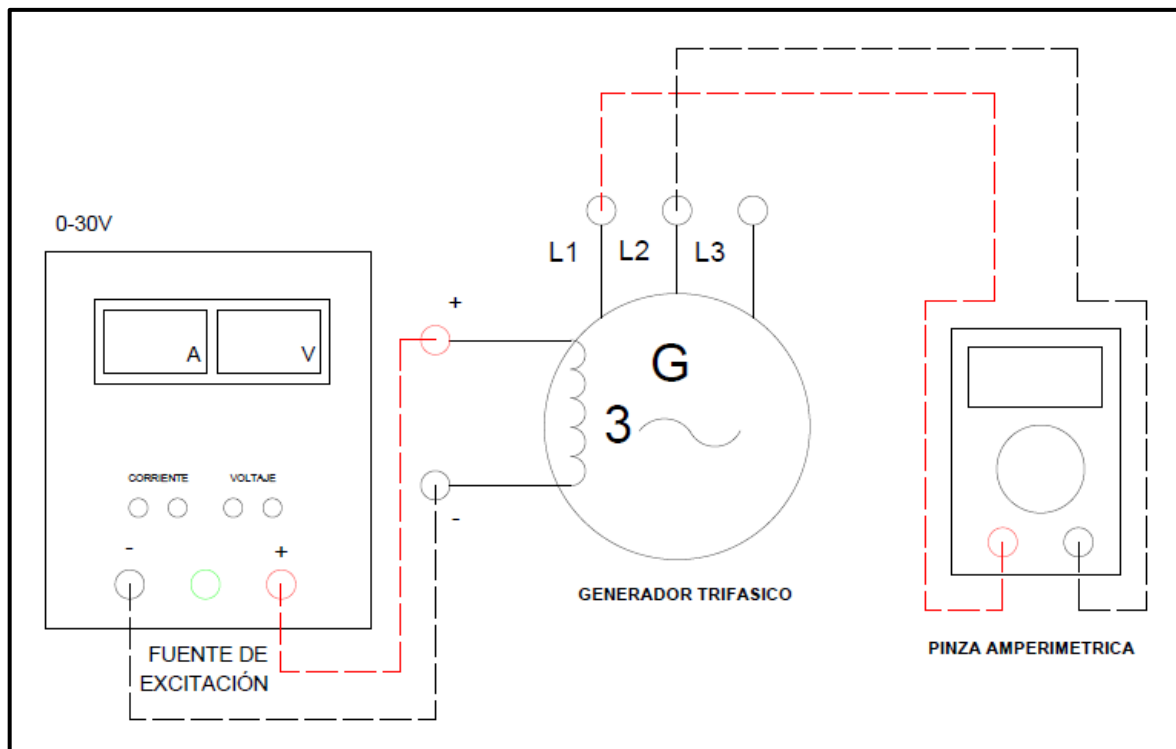 0-30V
A
V
CORRIENTE
VOLTAJE
-
+
FUENTE DE
EXCITACIÓN
+
-
L1
L2
L3
G
3
GENERADOR TRIFASICO
PINZA AMPERIMETRICA